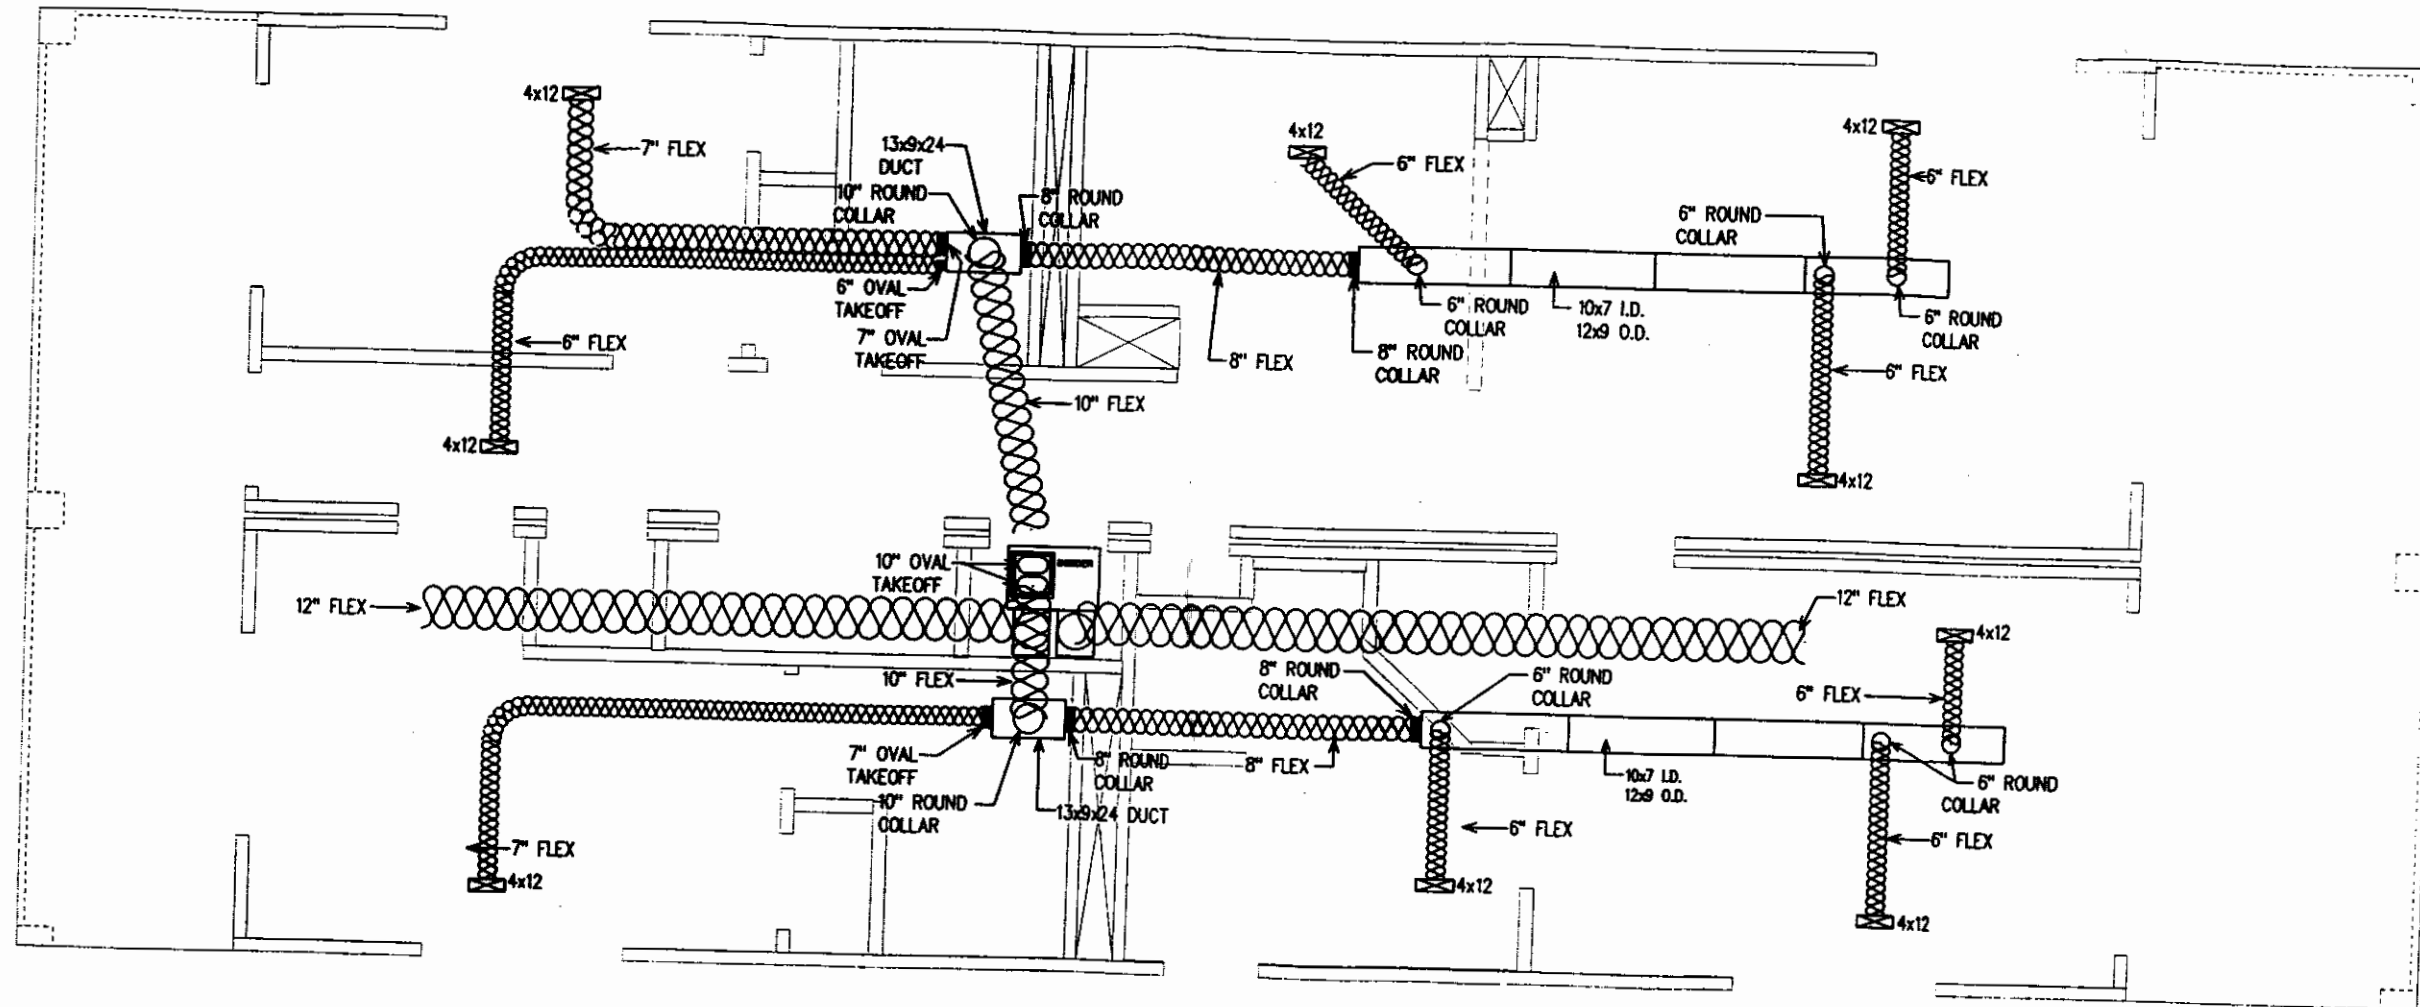 4x12
7" FLEX
13x9x24
DUCT
10" ROUND
COLLAR
8" ROUND
COLLAR
4x12
6" FLEX
4x12
6" FLEX
6" ROUND
COLLAR
6" OVAL
TAKEOFF
7" OVAL
TAKEOFF
6" FLEX
8" FLEX
8" ROUND
COLLAR
6" ROUND
COLLAR
10x7 I.D.
12x9 O.D.
6" ROUND
COLLAR
6" FLEX
10" FLEX
4x12
4x12
10" OVAL
TAKEOFF
12" FLEX
12" FLEX
4x12
10" FLEX
8" ROUND
COLLAR
6" ROUND
COLLAR
6" FLEX
7" OVAL
TAKEOFF
8" ROUND
COLLAR
8" FLEX
10x7 I.D.
12x9 O.D.
6" ROUND
COLLAR
10" ROUND
COLLAR
13x9x24 DUCT
6" FLEX
6" FLEX
7" FLEX
4x12
4x12
4x12